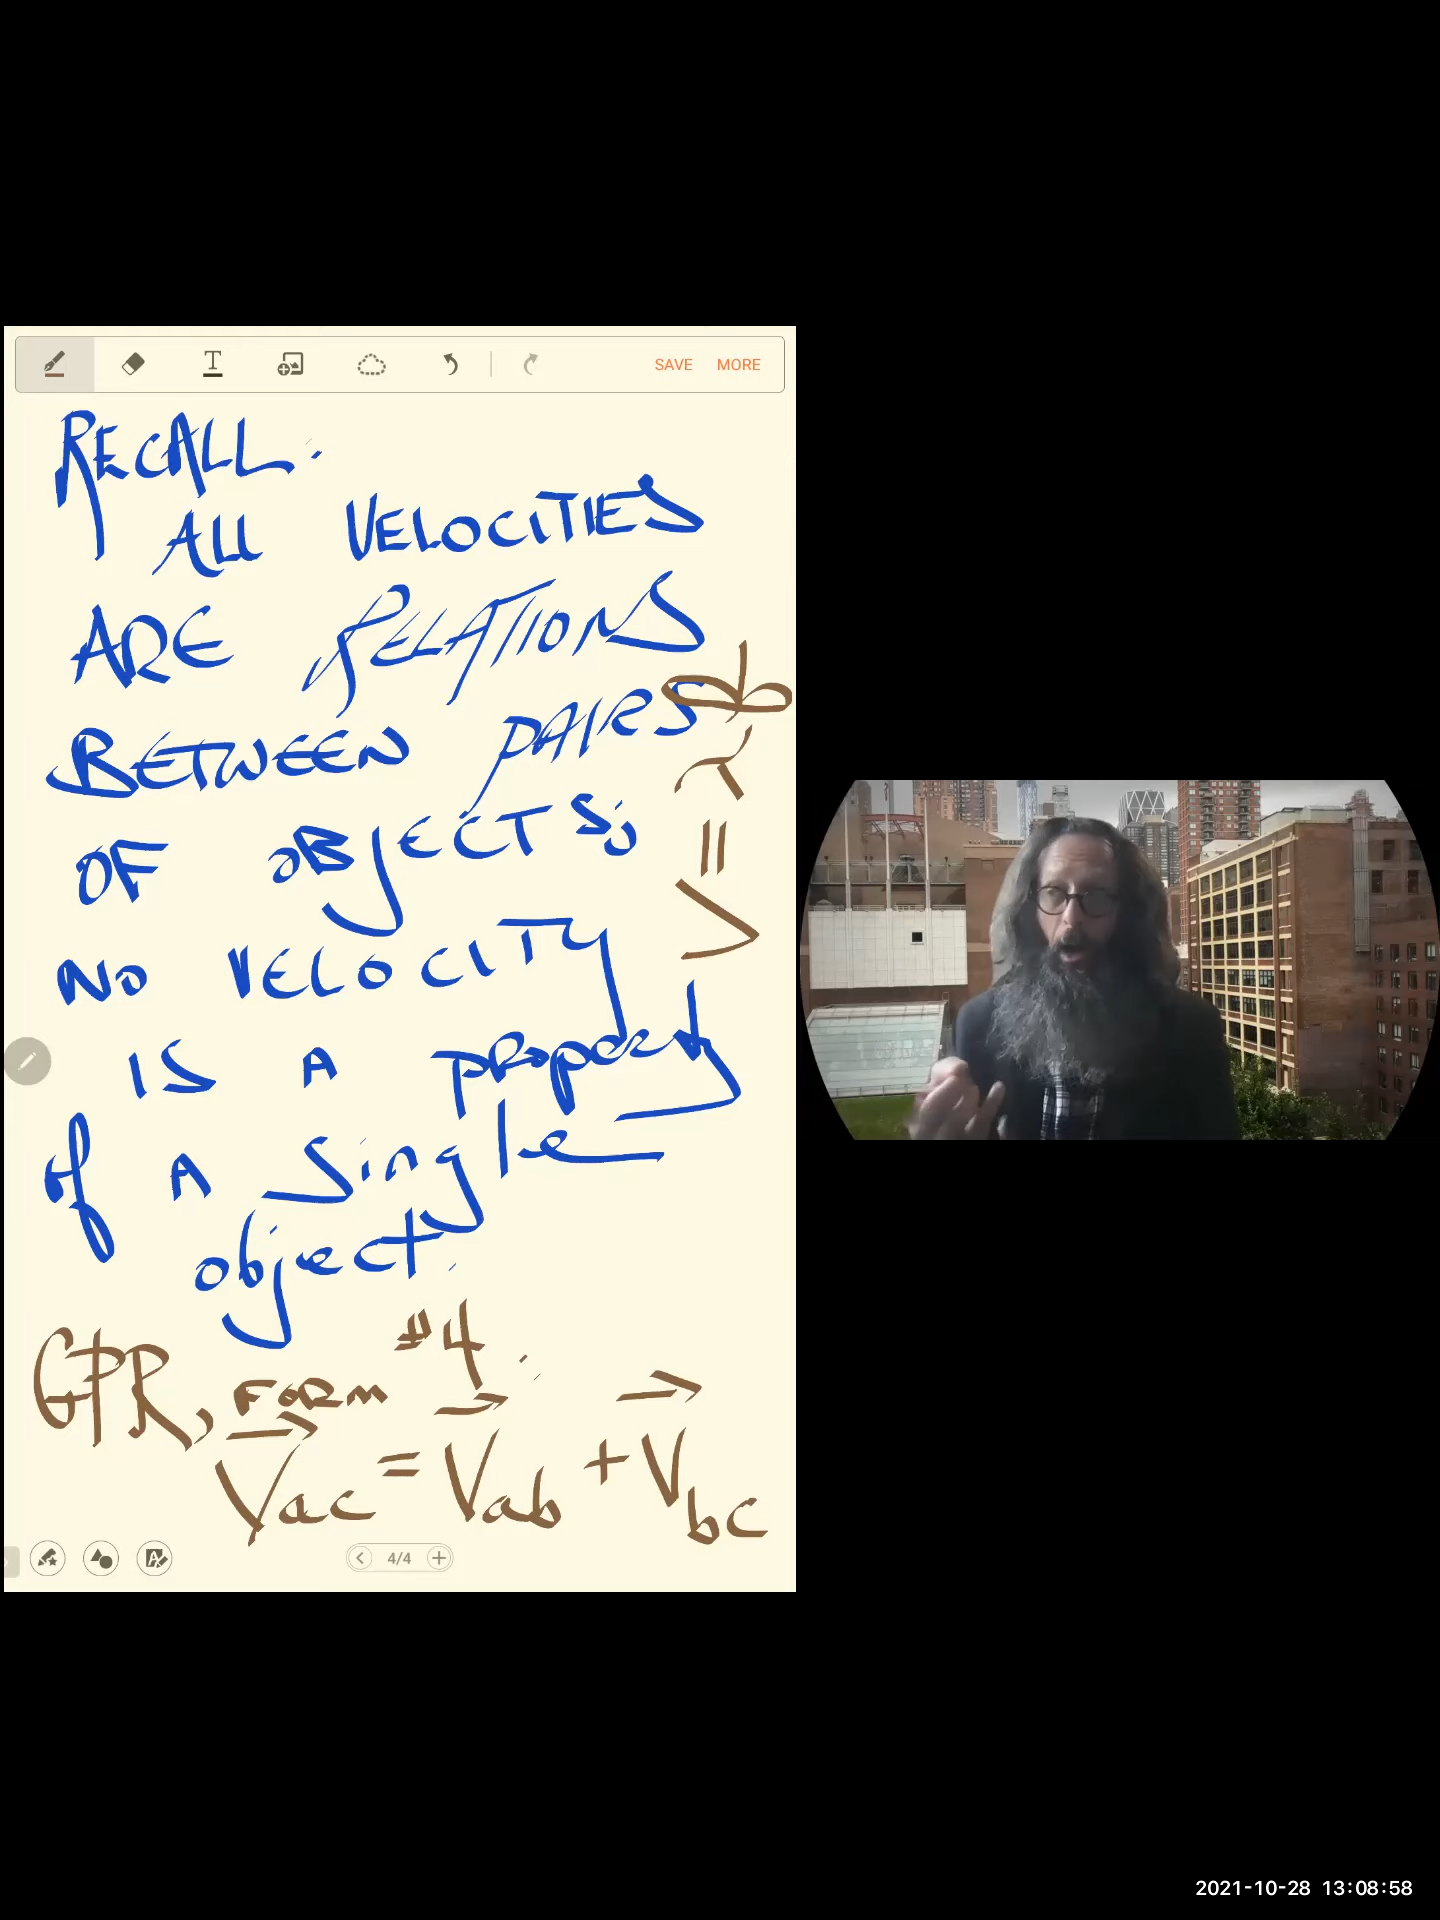 SAVE MORE
RECALL:
ALL VELOCITIES
ARE RELATIONS
BETWEEN PAIRS
OF OBJECTS;
NO VELOCITY
IS A property
of A single
object.
GPR, FORM #4:
Vac = Vab + Vbc
4/4
2021-10-28 13:08:58